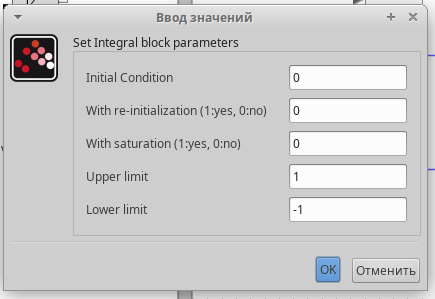 Ввод значений
Set Integral block parameters
Initial Condition 0
With re-initialization (1:yes, 0:no) 0
With saturation (1:yes, 0:no) 0
Upper limit 1
Lower limit -1
OK Отменить